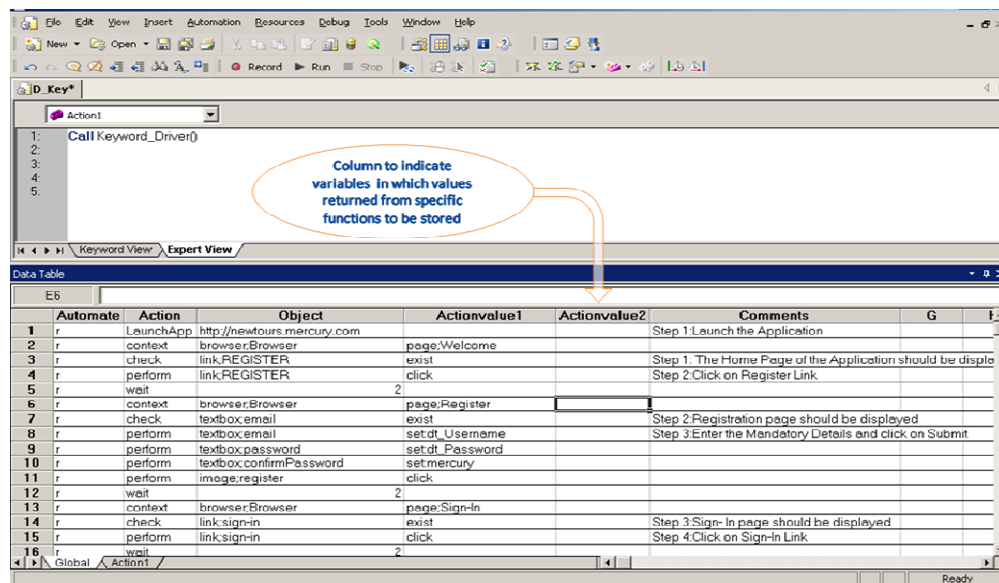 File Edit View Insert Automation Resources Debug Tools Window Help
New Open
Record Run Stop
D_Key*
Action1
1: Call Keyword_Driver()
2:
3:
4:
5.
Column to indicate
variables in which values
returned from specific
functions to be stored
Keyword View Expert View
Data Table
E6
Automate Action Object Actionvalue1 Actionvalue2 Comments G
1 r LaunchApp http://newtours.mercury.com Step 1:Launch the Application
2 r context browser;Browser page;Welcome
3 r check link;REGISTER exist Step 1: The Home Page of the Application should be displa
4 r perform link;REGISTER click Step 2:Click on Register Link
5 r wait 2
6 r context browser;Browser page;Register
7 r check textbox;email exist Step 2:Registration page should be displayed
8 r perform textbox;email set:dt_Username Step 3:Enter the Mandatory Details and click on Submit
9 r perform textbox;password set:dt_Password
10 r perform textbox;confirmPassword set:mercury
11 r perform image;register click
12 r wait 2
13 r context browser;Browser page;Sign-In
14 r check link;sign-in exist Step 3:Sign- In page should be displayed
15 r perform link;sign-in click Step 4:Click on Sign-In Link
16 r wait 2
Global Action1
Ready